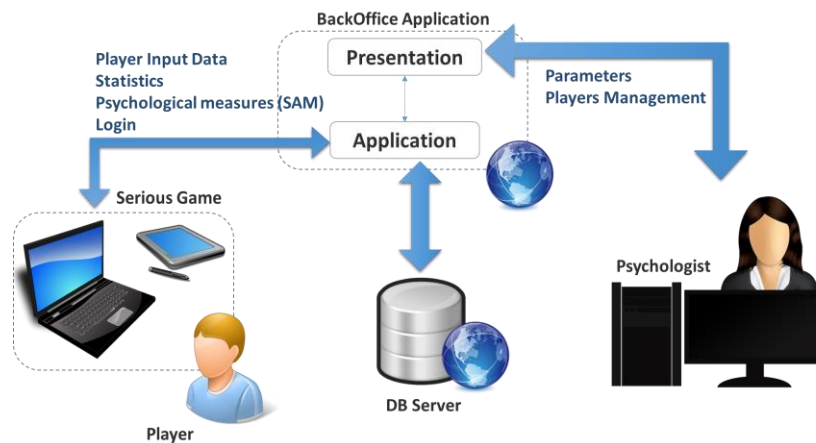 BackOffice Application
Presentation
Application
Player Input Data
Statistics
Psychological measures (SAM)
Login
Parameters
Players Management
Serious Game
Psychologist
DB Server
Player